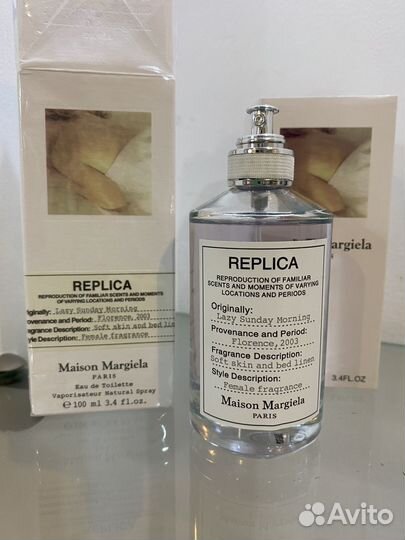 REPLICA
REPRODUCTION OF FAMILIAR SCENTS AND MOMENTS
OF VARYING LOCATIONS AND PERIODS
Originally:
Lazy Sunday Morning
Provenance and Period:
Florence, 2003
Fragrance Description:
Soft skin and bed linen
Style Description:
Female fragrance
Maison Margiela
PARIS
Eau de Toilette
Vaporisateur Natural Spray
e 100 ml 3.4 fl.oz.
REPLICA
REPRODUCTION OF FAMILIAR
SCENTS AND MOMENTS OF VARYING
LOCATIONS AND PERIODS
Originally:
Lazy Sunday Morning
Provenance and Period:
Florence, 2003
Fragrance Description:
Soft skin and bed linen
Style Description:
Female fragrance
Maison Margiela
PARIS
Margiela
3.4FL.OZ
Avito